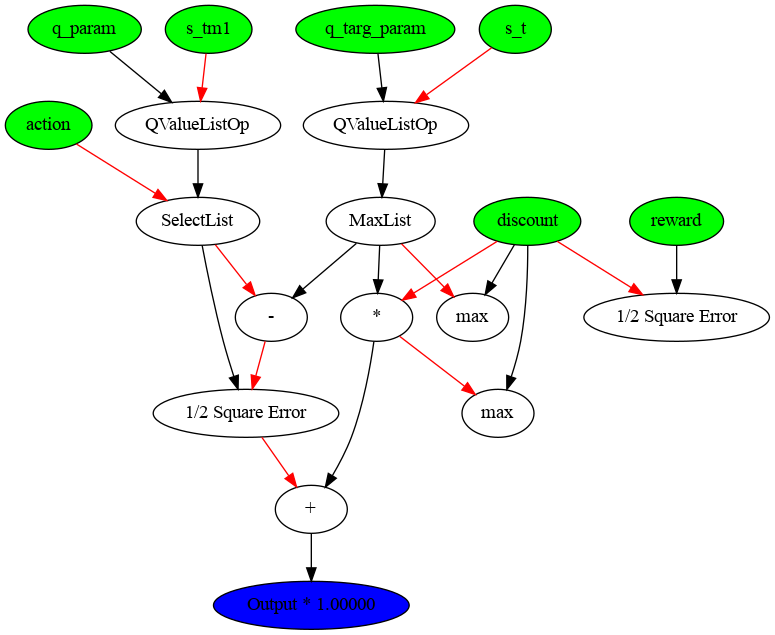 q_param
s_tm1
q_targ_param
s_t
action
QValueListOp
QValueListOp
SelectList
MaxList
discount
reward
-
*
max
1/2 Square Error
1/2 Square Error
max
+
Output * 1.00000